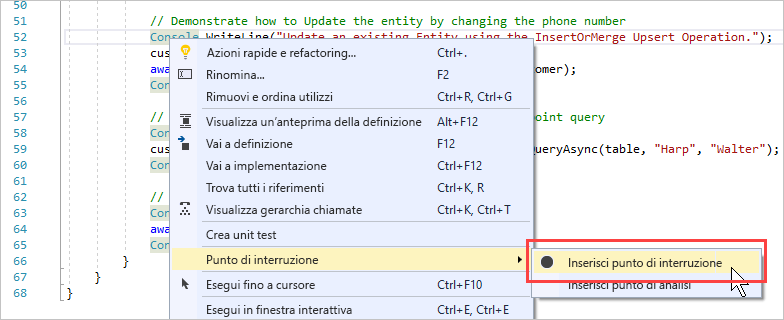 50
51 // Demonstrate how to Update the entity by changing the phone number
52 Console.WriteLine("Update an existing Entity using the InsertOrMerge Upsert Operation.");
53 cus
54 awa omer);
55 Con
56
57 // oint query
58 Con
59 cus QueryAsync(table, "Harp", "Walter");
60 Con
61
62 //
63 Con
64 awa
65 Con
66 }
67 }
68 }
Azioni rapide e refactoring... Ctrl+.
Rinomina... F2
Rimuovi e ordina utilizzi Ctrl+R, Ctrl+G
Visualizza un'anteprima della definizione Alt+F12
Vai a definizione F12
Vai a implementazione Ctrl+F12
Trova tutti i riferimenti Ctrl+K, R
Visualizza gerarchia chiamate Ctrl+K, Ctrl+T
Crea unit test
Punto di interruzione
Esegui fino a cursore Ctrl+F10
Esegui in finestra interattiva Ctrl+E, Ctrl+E
Inserisci punto di interruzione
Inserisci punto di analisi